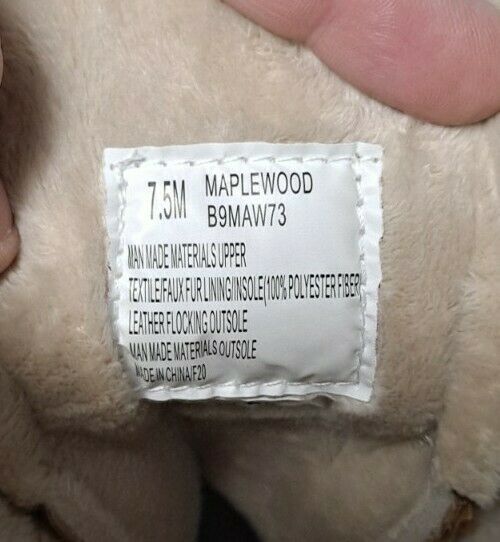 7.5M MAPLEWOOD
B9MAW73
MAN MADE MATERIALS UPPER
TEXTILE/FAUX FUR LINING/INSOLE(100% POLYESTER FIBER
LEATHER FLOCKING OUTSOLE
MAN MADE MATERIALS OUTSOLE
MADE IN CHINA/F20